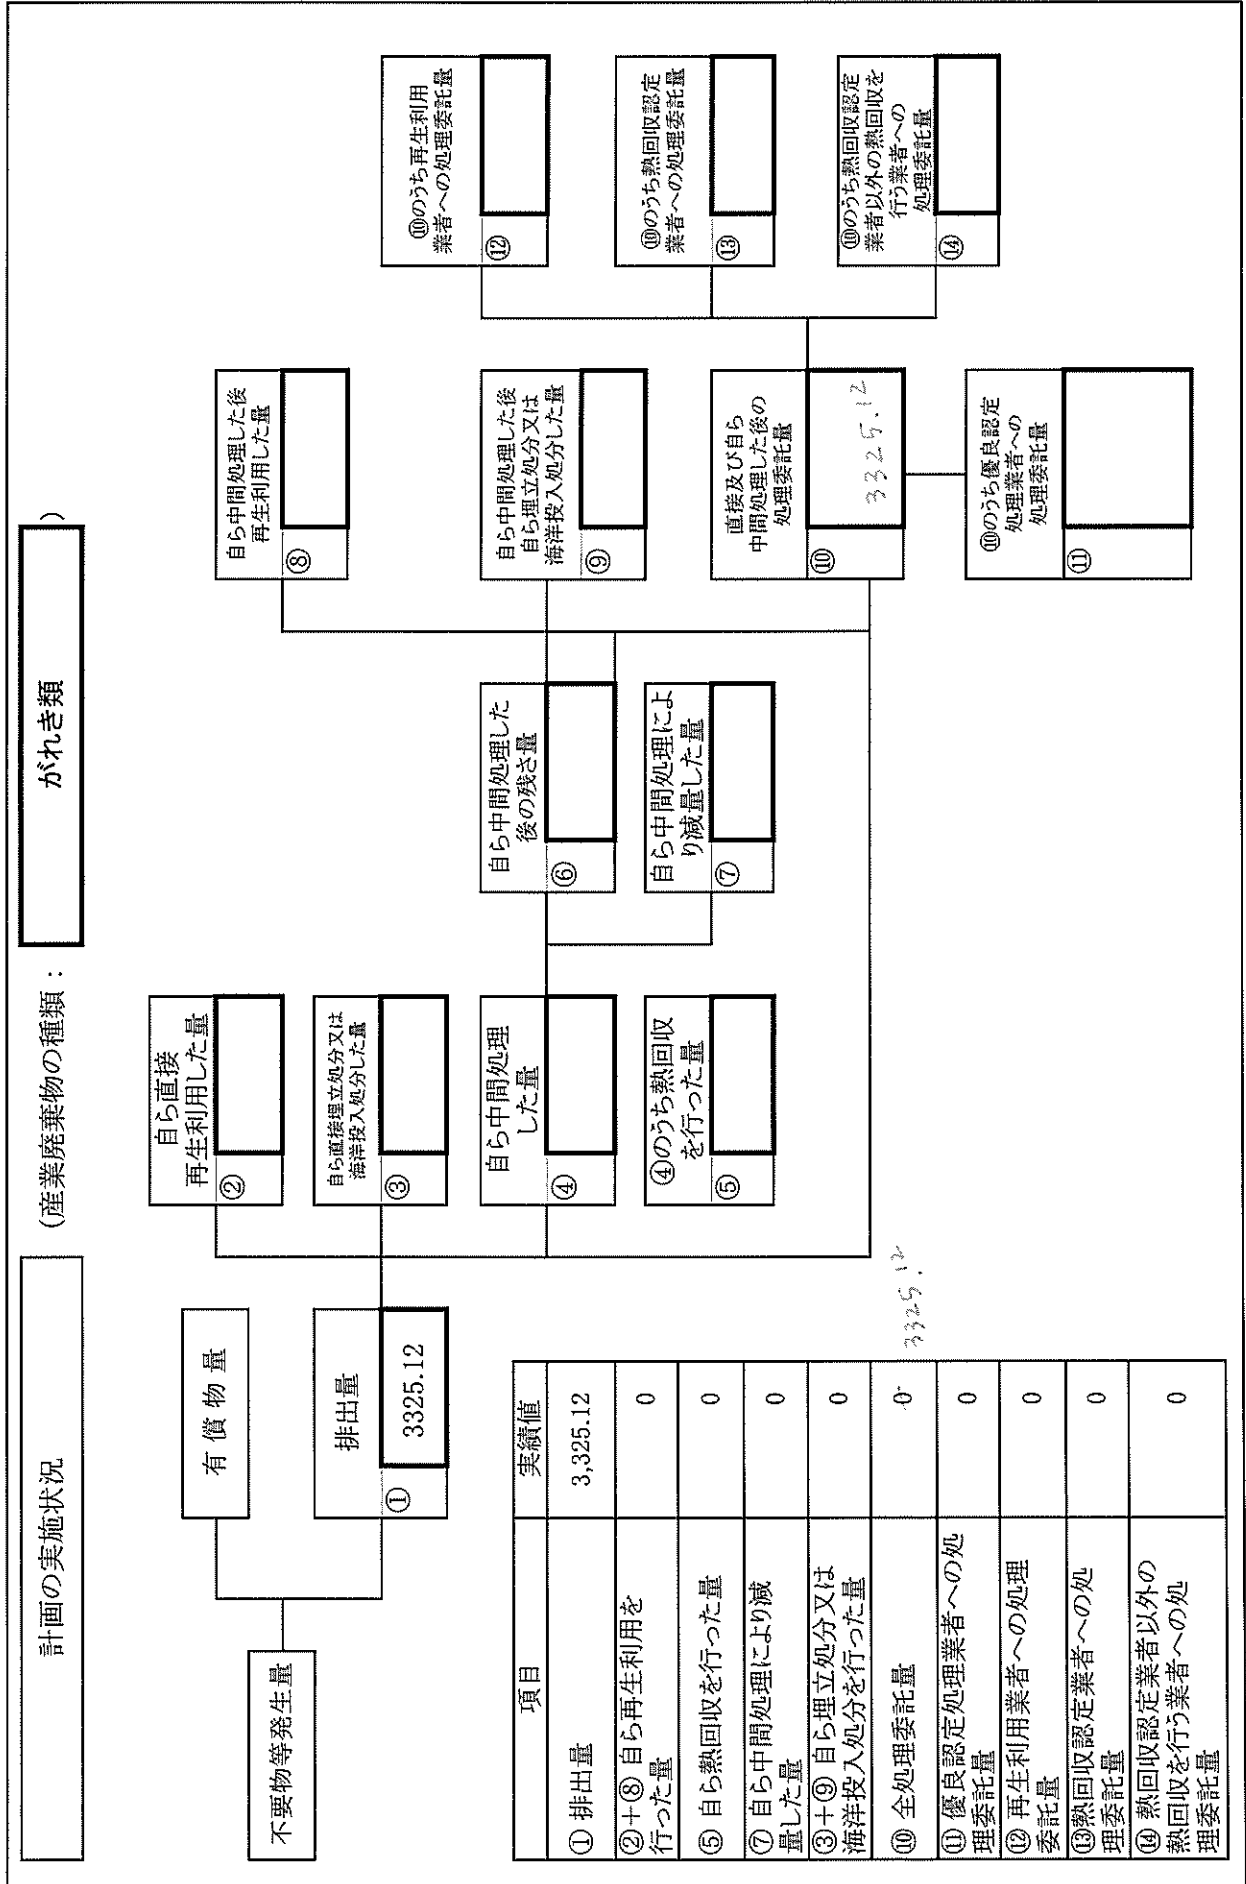 計画の実施状況
(産業廃棄物の種類：
がれき類
)
不要物等発生量
有償物量
排出量
①
3325.12
自ら直接
再生利用した量
②
自ら直接埋立処分又は
海洋投入処分した量
③
自ら中間処理
した量
④
④のうち熱回収
を行った量
⑤
自ら中間処理した
後の残さ量
⑥
自ら中間処理によ
り減量した量
⑦
自ら中間処理した後
再生利用した量
⑧
自ら中間処理した後
自ら埋立処分又は
海洋投入処分した量
⑨
直接及び自ら
中間処理した後の
処理委託量
⑩
3325.12
⑩のうち優良認定
処理業者への
処理委託量
⑪
⑩のうち再生利用
業者への処理委託量
⑫
⑩のうち熱回収認定
業者への処理委託量
⑬
⑩のうち熱回収認定
業者以外の熱回収を
行う業者への
処理委託量
⑭
項目 実績値
① 排出量 3,325.12
②＋⑧ 自ら再生利用を
行った量 0
⑤ 自ら熱回収を行った量 0
⑦ 自ら中間処理により減
量した量 0
③＋⑨ 自ら埋立処分又は
海洋投入処分を行った量 0
⑩ 全処理委託量 0 3325.12
⑪ 優良認定処理業者への処
理委託量 0
⑫ 再生利用業者への処理
委託量 0
⑬熱回収認定業者への処
理委託量 0
⑭ 熱回収認定業者以外の
熱回収を行う業者への処
理委託量 0